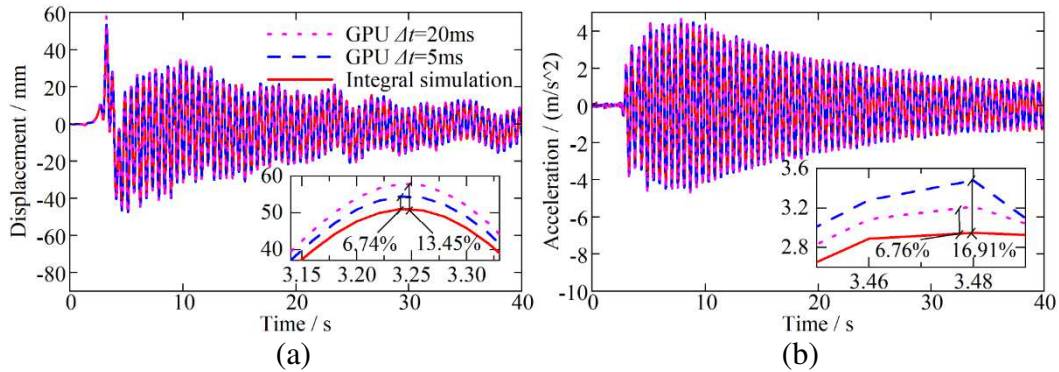 60
40
20
0
-20
-40
-60
-80
Displacement / mm
GPU Δt=20ms
GPU Δt=5ms
Integral simulation
60
50
40
6.74% 13.45%
3.15 3.20 3.25 3.30
0 10 20 30 40
Time / s
(a)
4
2
0
-2
-4
-6
-8
-10
Acceleration / (m/s^2)
3.6
3.2
2.8
6.76% 16.91%
3.46 3.48
0 10 20 30 40
Time / s
(b)